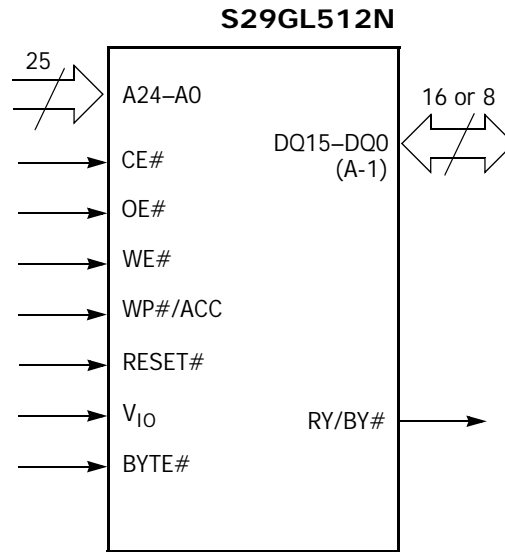 S29GL512N
25
A24–A0
16 or 8
DQ15–DQ0
(A-1)
CE#
OE#
WE#
WP#/ACC
RESET#
VIO
RY/BY#
BYTE#